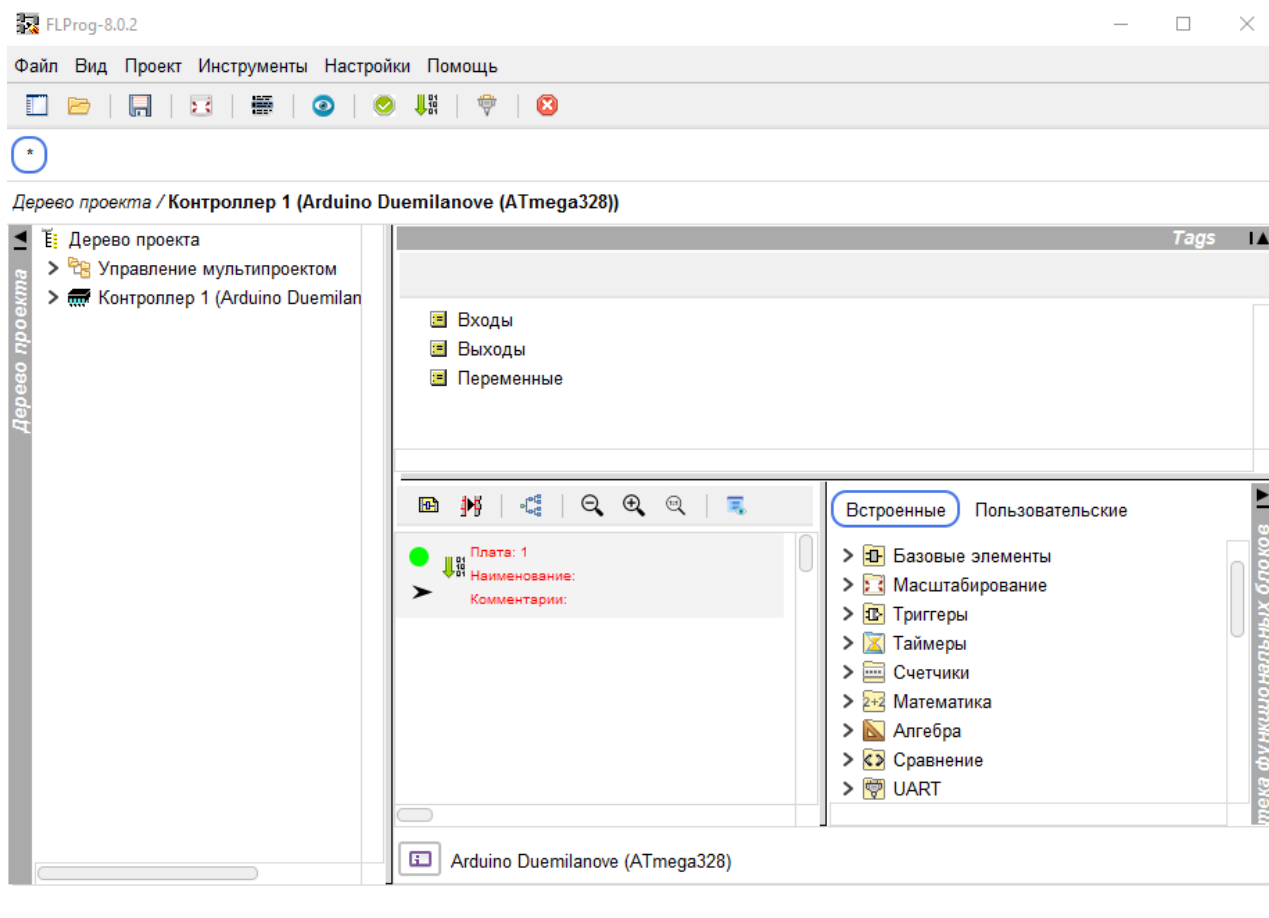 FLProg-8.0.2
Файл Вид Проект Инструменты Настройки Помощь
*
Дерево проекта / Контроллер 1 (Arduino Duemilanove (ATmega328))
Дерево проекта
Дерево проекта
Управление мультипроектом
Контроллер 1 (Arduino Duemilan
Tags
Входы
Выходы
Переменные
Плата: 1
Наименование:
Комментарии:
Встроенные Пользовательские
Базовые элементы
Масштабирование
Триггеры
Таймеры
Счетчики
Математика
Алгебра
Сравнение
UART
тека функциональных блоков
Arduino Duemilanove (ATmega328)